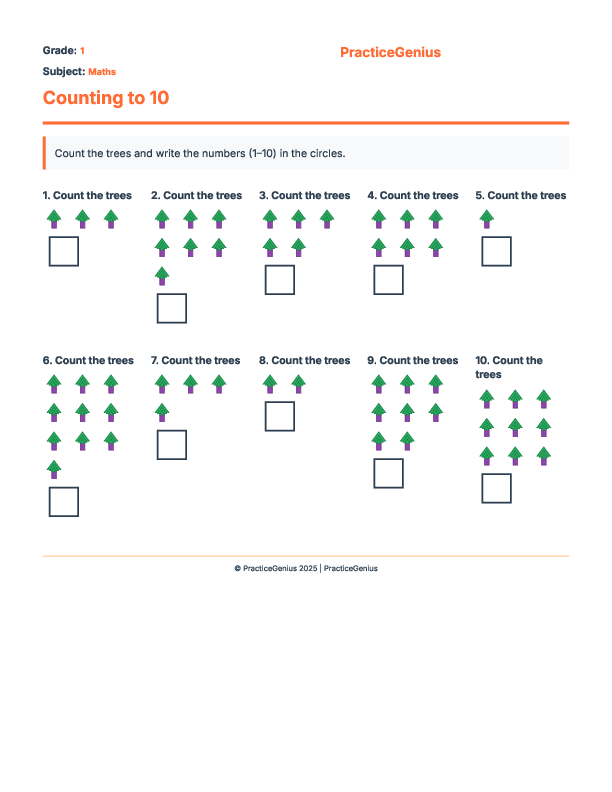 Grade: 1
PracticeGenius
Subject: Maths
Counting to 10
Count the trees and write the numbers (1–10) in the circles.
1. Count the trees
2. Count the trees
3. Count the trees
4. Count the trees
5. Count the trees
6. Count the trees
7. Count the trees
8. Count the trees
9. Count the trees
10. Count the
trees
© PracticeGenius 2025 | PracticeGenius